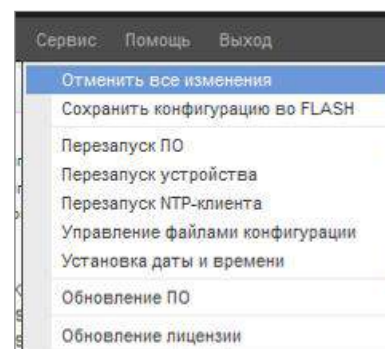 Сервис Помощь Выход
Отменить все изменения
Сохранить конфигурацию во FLASH
Перезапуск ПО
Перезапуск устройства
Перезапуск NTP-клиента
Управление файлами конфигурации
Установка даты и времени
Обновление ПО
Обновление лицензии